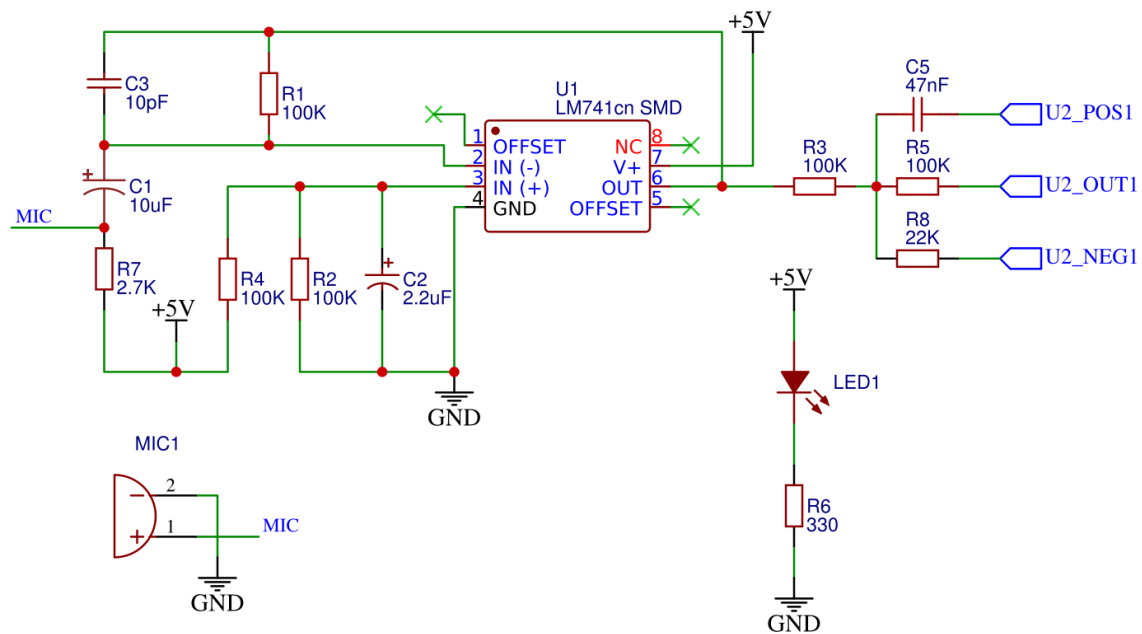 +5V
C3
10pF
R1
100K
U1
LM741cn SMD
1
OFFSET
2
IN (-)
3
IN (+)
4
GND
NC
8
V+
7
OUT
6
OFFSET
5
C1
10uF
MIC
R7
2.7K
+5V
R4
100K
R2
100K
C2
2.2uF
GND
R3
100K
C5
47nF
U2_POS1
R5
100K
U2_OUT1
R8
22K
U2_NEG1
MIC1
2
1
MIC
GND
+5V
LED1
R6
330
GND